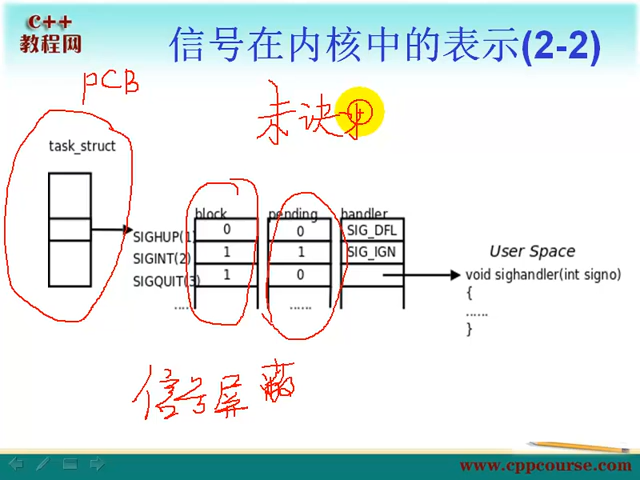 c++
教程网
信号在内核中的表示(2-2)
PCB
未决
task_struct
block pending handler
SIGHUP(1) 0 0 SIG_DFL
SIGINT(2) 1 1 SIG_IGN
SIGQUIT(3) 1 0
.... ......
User Space
void sighandler(int signo)
{
......
}
信号屏蔽
www.cppcourse.com